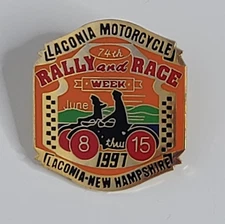 LACONIA MOTORCYCLE
74th
RALLY and RACE
WEEK
June
8 thru 15
1997
LACONIA-NEW HAMPSHIRE